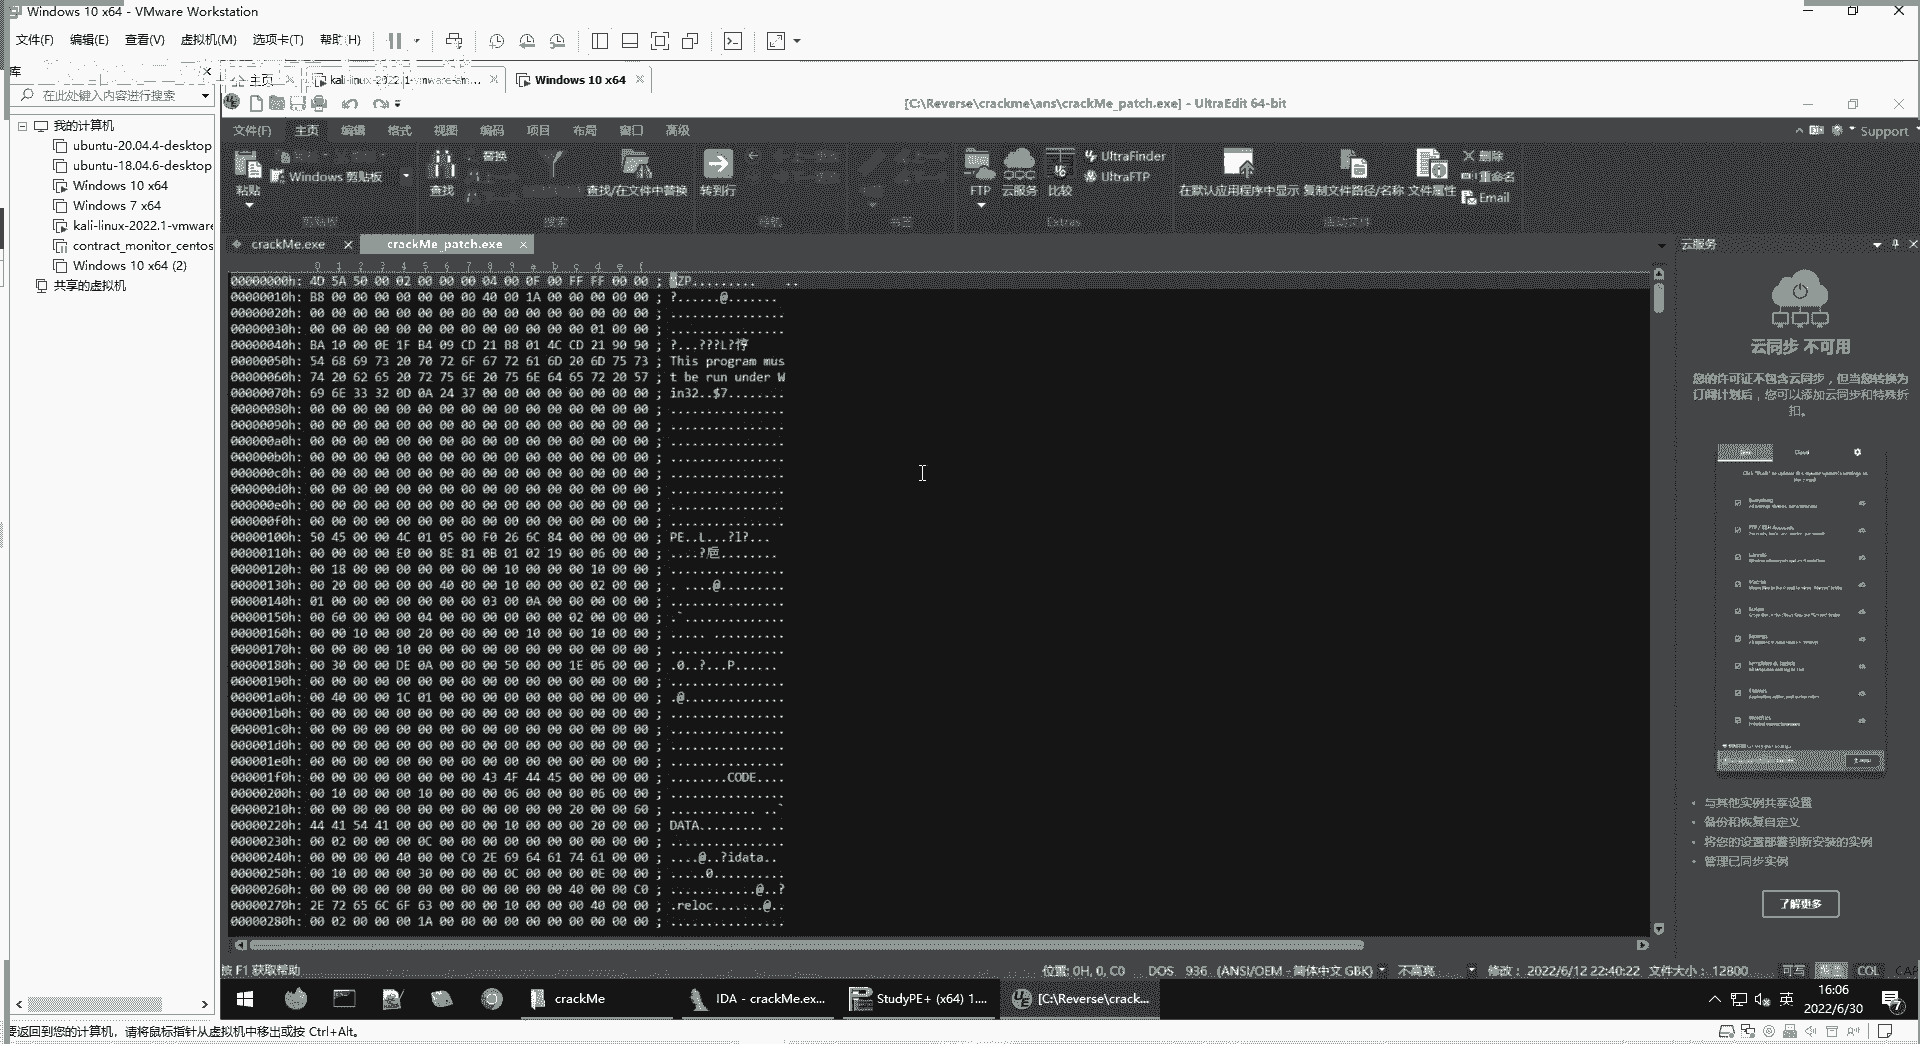 Windows 10 x64 - VMware Workstation
文件(F) 编辑(E) 查看(V) 虚拟机(M) 选项卡(T) 帮助(H)
库
主页 Windows 10 x64
在此处键入内容进行搜索
[C:\Reverse\crackme\ans\crackMe_patch.exe] - UltraEdit 64-bit
我的计算机
ubuntu-20.04.4-desktop
ubuntu-18.04.6-desktop
Windows 10 x64
Windows 7 x64
kali-linux-2022.1-vmware
contract_monitor_centos
Windows 10 x64 (2)
共享的虚拟机
文件(F) 主页 编辑 格式 视图 编码 项目 布局 窗口 高级
Support
粘贴
Windows 剪贴板
查找
替换
查找/在文件中替换
转到行
FTP
云服务
比较
UltraFinder
UltraFTP
在默认应用程序中显示
复制文件路径/名称
文件属性
删除
重命名
Email
剪贴板
搜索
Extras
活动文件
crackMe.exe
crackMe_patch.exe
0 1 2 3 4 5 6 7 8 9 a b c d e f
00000000h: 4D 5A 50 00 02 00 00 00 04 00 0F 00 FF FF 00 00 ; MZP.........  ..
00000010h: B8 00 00 00 00 00 00 00 40 00 1A 00 00 00 00 00 ; ?......@.......
00000020h: 00 00 00 00 00 00 00 00 00 00 00 00 00 00 00 00 ; ................
00000030h: 00 00 00 00 00 00 00 00 00 00 00 00 00 01 00 00 ; ................
00000040h: BA 10 00 0E 1F B4 09 CD 21 B8 01 4C CD 21 90 90 ; ?...???L?
00000050h: 54 68 69 73 20 70 72 6F 67 72 61 6D 20 6D 75 73 ; This program mus
00000060h: 74 20 62 65 20 72 75 6E 20 75 6E 64 65 72 20 57 ; t be run under W
00000070h: 69 6E 33 32 0D 0A 24 37 00 00 00 00 00 00 00 00 ; in32..$7........
00000080h: 00 00 00 00 00 00 00 00 00 00 00 00 00 00 00 00 ; ................
00000090h: 00 00 00 00 00 00 00 00 00 00 00 00 00 00 00 00 ; ................
000000a0h: 00 00 00 00 00 00 00 00 00 00 00 00 00 00 00 00 ; ................
000000b0h: 00 00 00 00 00 00 00 00 00 00 00 00 00 00 00 00 ; ................
000000c0h: 00 00 00 00 00 00 00 00 00 00 00 00 00 00 00 00 ; ................
000000d0h: 00 00 00 00 00 00 00 00 00 00 00 00 00 00 00 00 ; ................
000000e0h: 00 00 00 00 00 00 00 00 00 00 00 00 00 00 00 00 ; ................
000000f0h: 00 00 00 00 00 00 00 00 00 00 00 00 00 00 00 00 ; ................
00000100h: 50 45 00 00 4C 01 05 00 F0 26 6C 84 00 00 00 00 ; PE..L...?l?...
00000110h: 00 00 00 00 E0 00 8E 81 0B 01 02 19 00 06 00 00 ; ....?........
00000120h: 00 18 00 00 00 00 00 00 00 10 00 00 00 10 00 00 ; ................
00000130h: 00 20 00 00 00 00 40 00 00 10 00 00 00 02 00 00 ; . ....@.........
00000140h: 01 00 00 00 00 00 00 00 03 00 0A 00 00 00 00 00 ; ................
00000150h: 00 60 00 00 00 04 00 00 00 00 00 00 02 00 00 00 ; .`..............
00000160h: 00 00 10 00 00 20 00 00 00 00 10 00 00 10 00 00 ; ..... ..........
00000170h: 00 00 00 00 10 00 00 00 00 00 00 00 00 00 00 00 ; ................
00000180h: 00 30 00 00 DE 0A 00 00 00 50 00 00 1E 06 00 00 ; .0..?...P......
00000190h: 00 00 00 00 00 00 00 00 00 00 00 00 00 00 00 00 ; ................
000001a0h: 00 40 00 00 1C 01 00 00 00 00 00 00 00 00 00 00 ; .@..............
000001b0h: 00 00 00 00 00 00 00 00 00 00 00 00 00 00 00 00 ; ................
000001c0h: 00 00 00 00 00 00 00 00 00 00 00 00 00 00 00 00 ; ................
000001d0h: 00 00 00 00 00 00 00 00 00 00 00 00 00 00 00 00 ; ................
000001e0h: 00 00 00 00 00 00 00 00 00 00 00 00 00 00 00 00 ; ................
000001f0h: 00 00 00 00 00 00 00 00 43 4F 44 45 00 00 00 00 ; ........CODE....
00000200h: 00 10 00 00 00 10 00 00 00 06 00 00 00 06 00 00 ; ................
00000210h: 00 00 00 00 00 00 00 00 00 00 00 00 20 00 00 60 ; ............ ..`
00000220h: 44 41 54 41 00 00 00 00 00 10 00 00 00 20 00 00 ; DATA......... ..
00000230h: 00 02 00 00 00 0C 00 00 00 00 00 00 00 00 00 00 ; ................
00000240h: 00 00 00 00 40 00 00 C0 2E 69 64 61 74 61 00 00 ; ....@..?idata..
00000250h: 00 10 00 00 00 30 00 00 00 0C 00 00 00 0E 00 00 ; .....0..........
00000260h: 00 00 00 00 00 00 00 00 00 00 00 00 40 00 00 C0 ; ............@..?
00000270h: 2E 72 65 6C 6F 63 00 00 00 10 00 00 00 40 00 00 ; .reloc.......@..
00000280h: 00 02 00 00 00 1A 00 00 00 00 00 00 00 00 00 00 ; ................
云服务
云同步 不可用
您的许可证不包含云同步，但当您转换为
订阅计划后，您可以添加云同步和特殊折
扣。
与其他实例共享设置
备份和恢复自定义
将您的设置部署到新安装的实例
管理已同步实例
了解更多
按 F1 获取帮助
位置: 0H, 0, C0 DOS 936 (ANSI/OEM - 简体中文 GBK) 不高亮 修改: 2022/6/12 22:40:22 文件大小: 12800 可写 COL CAP
crackMe
IDA - crackMe.ex...
StudyPE+ (x64) 1....
[C:\Reverse\crack...
英
16:06
2022/6/30
7
要返回到您的计算机，请将鼠标指针从虚拟机中移出或按 Ctrl+Alt。